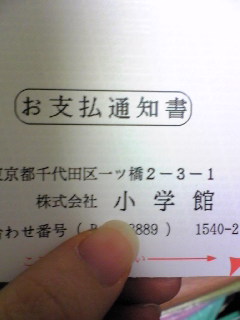 お支払通知書
東京都千代田区一ツ橋2-3-1
株式会社 小学館
合わせ番号( 889 ) 1540-2